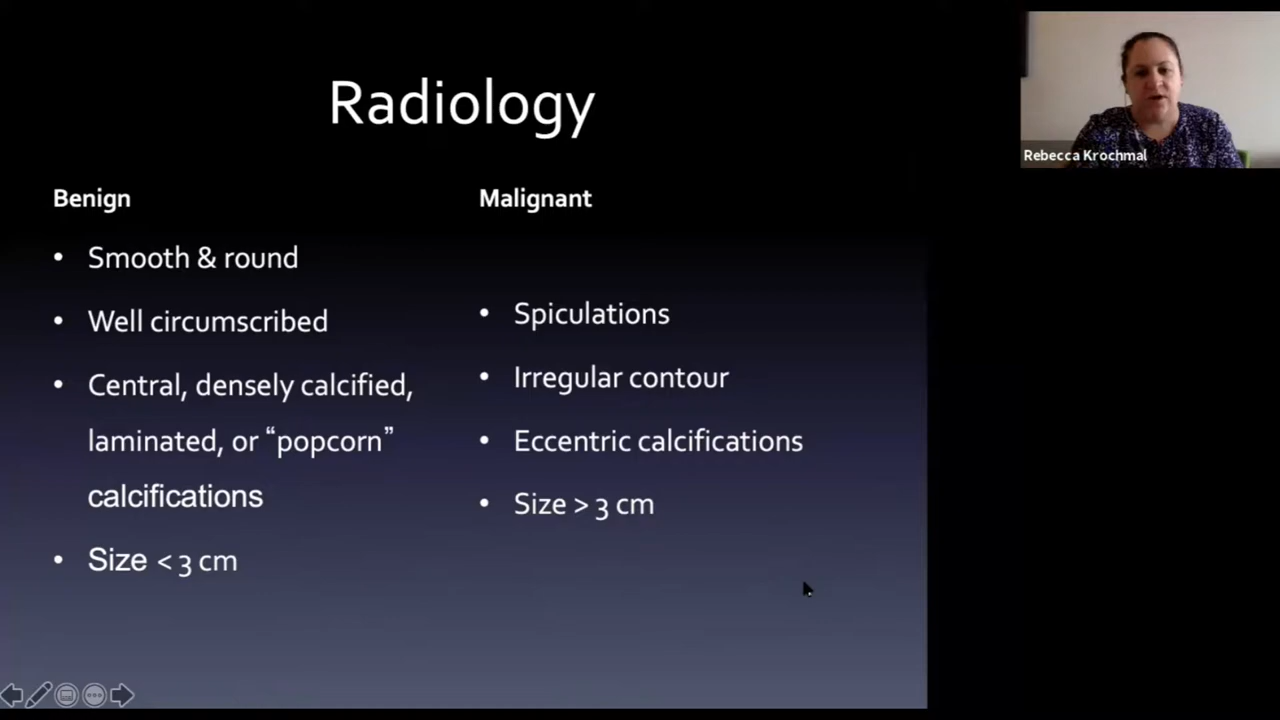 Radiology
Rebecca Krochmal
Benign
• Smooth & round
• Well circumscribed
• Central, densely calcified,
laminated, or “popcorn”
calcifications
• Size < 3 cm
Malignant
• Spiculations
• Irregular contour
• Eccentric calcifications
• Size > 3 cm